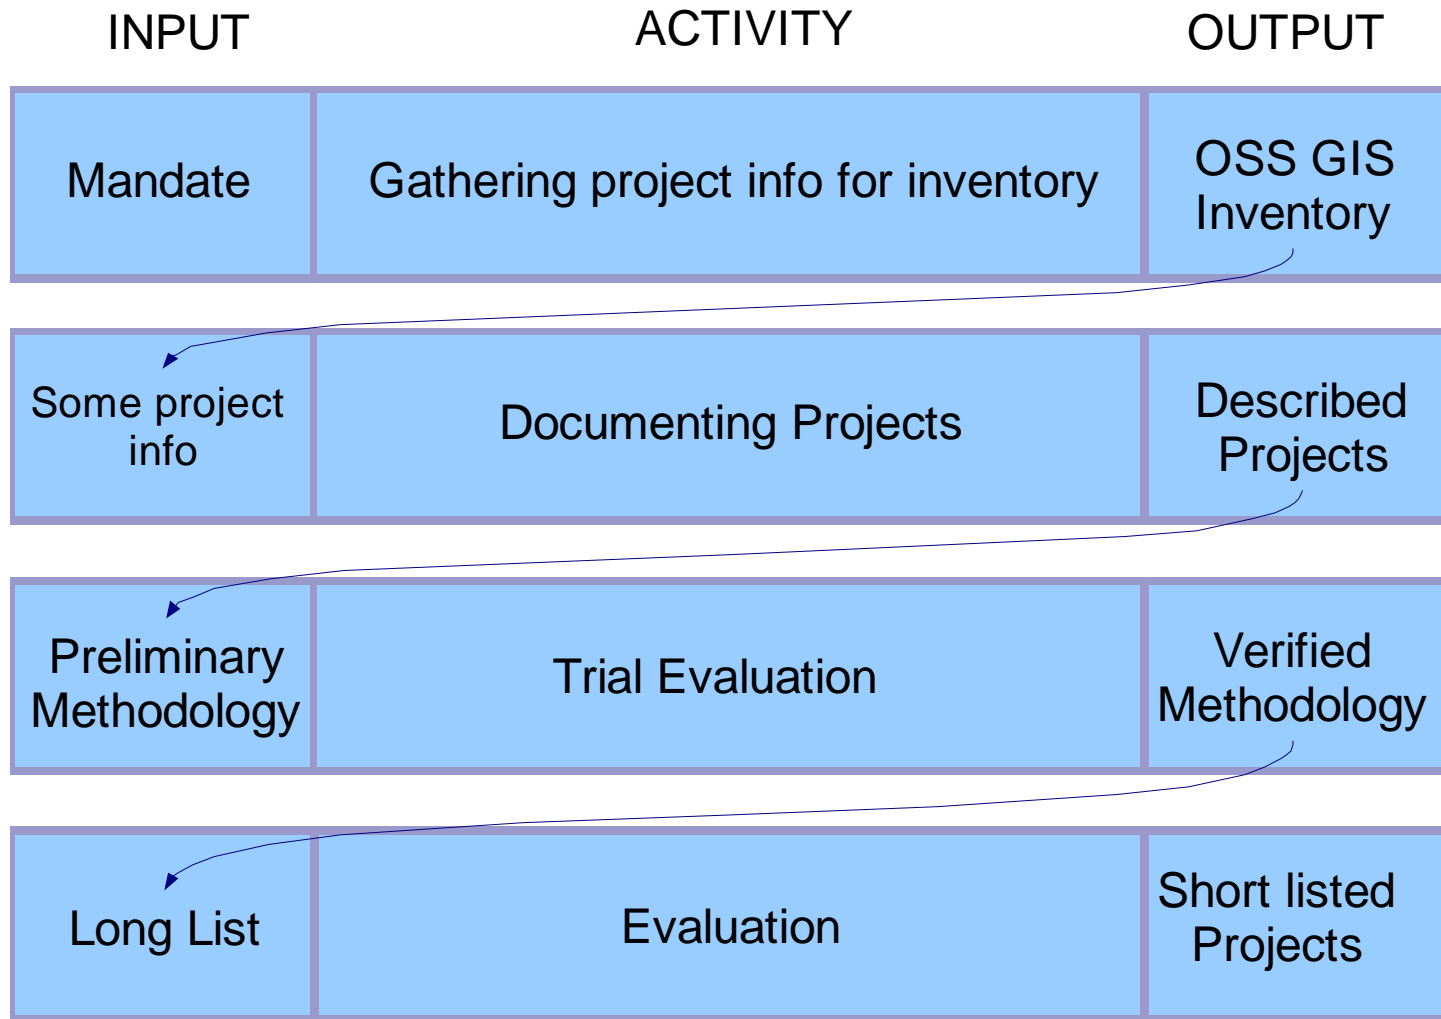 INPUT
ACTIVITY
OUTPUT
Mandate
Gathering project info for inventory
OSS GIS
Inventory
Some project
info
Documenting Projects
Described
Projects
Preliminary
Methodology
Trial Evaluation
Verified
Methodology
Long List
Evaluation
Short listed
Projects